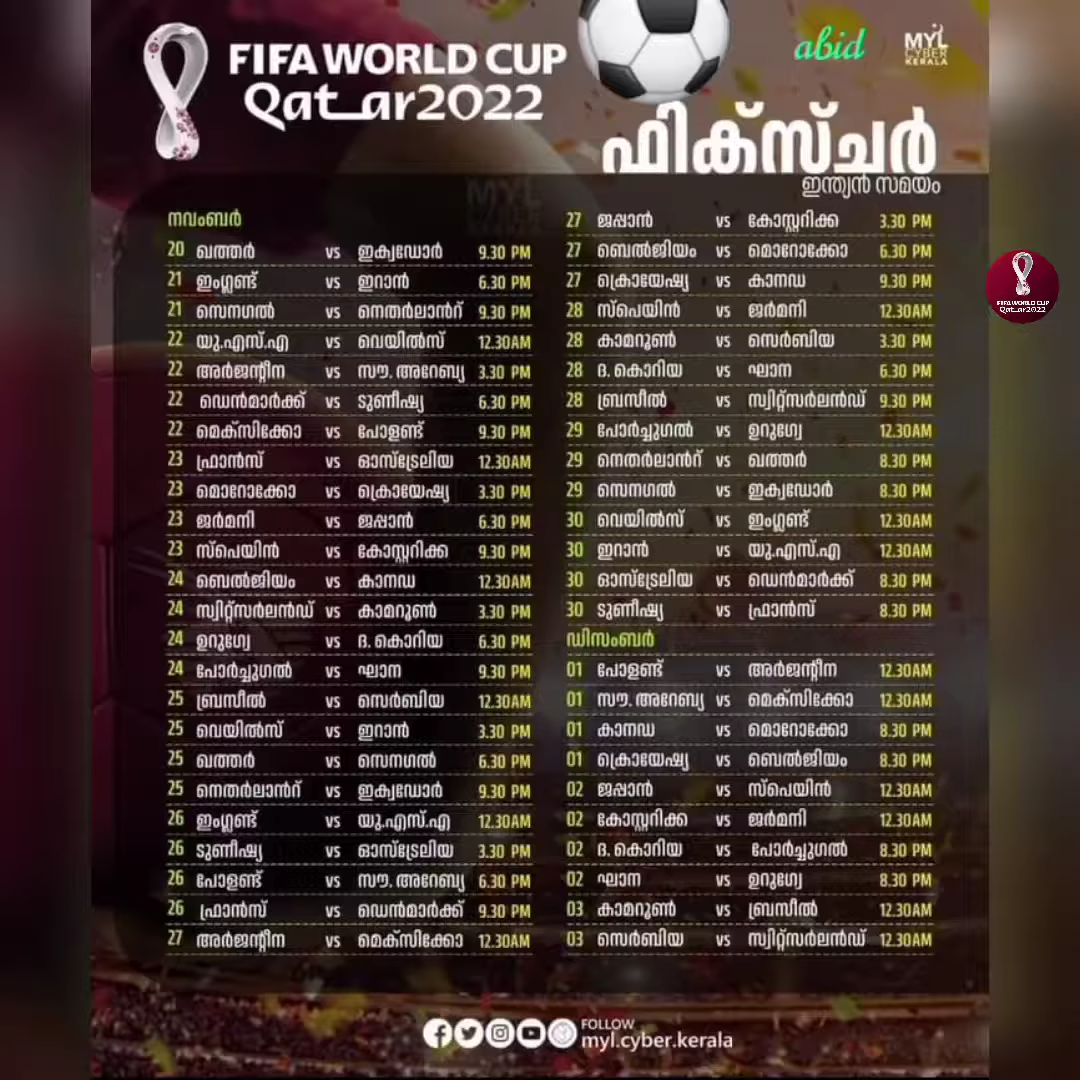 FIFA WORLD CUP
Qatar2022
abid
MYL
CYBER
KERALA
ഫിക്സ്ചർ
ഇന്ത്യൻ സമയം
നവംബർ
20 ഖത്തർ vs ഇക്വഡോർ 9.30 PM
21 ഇംഗ്ലണ്ട് vs ഇറാൻ 6.30 PM
21 സെനഗൽ vs നെതർലാൻറ് 9.30 PM
22 യു.എസ്.എ vs വെയിൽസ് 12.30AM
22 അർജന്റീന vs സൗ. അറേബ്യ 3.30 PM
22 ഡെൻമാർക്ക് vs ടുണീഷ്യ 6.30 PM
22 മെക്സിക്കോ vs പോളണ്ട് 9.30 PM
23 ഫ്രാൻസ് vs ഓസ്ട്രേലിയ 12.30AM
23 മൊറോക്കോ vs ക്രൊയേഷ്യ 3.30 PM
23 ജർമനി vs ജപ്പാൻ 6.30 PM
23 സ്പെയിൻ vs കോസ്റ്ററിക്ക 9.30 PM
24 ബെൽജിയം vs കാനഡ 12.30AM
24 സ്വിറ്റ്സർലൻഡ് vs കാമറൂൺ 3.30 PM
24 ഉറുഗ്വേ vs ദ. കൊറിയ 6.30 PM
24 പോർച്ചുഗൽ vs ഘാന 9.30 PM
25 ബ്രസീൽ vs സെർബിയ 12.30AM
25 വെയിൽസ് vs ഇറാൻ 3.30 PM
25 ഖത്തർ vs സെനഗൽ 6.30 PM
25 നെതർലാൻറ് vs ഇക്വഡോർ 9.30 PM
26 ഇംഗ്ലണ്ട് vs യു.എസ്.എ 12.30AM
26 ടുണീഷ്യ vs ഓസ്ട്രേലിയ 3.30 PM
26 പോളണ്ട് vs സൗ. അറേബ്യ 6.30 PM
26 ഫ്രാൻസ് vs ഡെൻമാർക്ക് 9.30 PM
27 അർജന്റീന vs മെക്സിക്കോ 12.30AM
27 ജപ്പാൻ vs കോസ്റ്ററിക്ക 3.30 PM
27 ബെൽജിയം vs മൊറോക്കോ 6.30 PM
27 ക്രൊയേഷ്യ vs കാനഡ 9.30 PM
28 സ്പെയിൻ vs ജർമനി 12.30AM
28 കാമറൂൺ vs സെർബിയ 3.30 PM
28 ദ. കൊറിയ vs ഘാന 6.30 PM
28 ബ്രസീൽ vs സ്വിറ്റ്സർലൻഡ് 9.30 PM
29 പോർച്ചുഗൽ vs ഉറുഗ്വേ 12.30AM
29 നെതർലാൻറ് vs ഖത്തർ 8.30 PM
29 സെനഗൽ vs ഇക്വഡോർ 8.30 PM
30 വെയിൽസ് vs ഇംഗ്ലണ്ട് 12.30AM
30 ഇറാൻ vs യു.എസ്.എ 12.30AM
30 ഓസ്ട്രേലിയ vs ഡെൻമാർക്ക് 8.30 PM
30 ടുണീഷ്യ vs ഫ്രാൻസ് 8.30 PM
ഡിസംബർ
01 പോളണ്ട് vs അർജന്റീന 12.30AM
01 സൗ. അറേബ്യ vs മെക്സിക്കോ 12.30AM
01 കാനഡ vs മൊറോക്കോ 8.30 PM
01 ക്രൊയേഷ്യ vs ബെൽജിയം 8.30 PM
02 ജപ്പാൻ vs സ്പെയിൻ 12.30AM
02 കോസ്റ്ററിക്ക vs ജർമനി 12.30AM
02 ദ. കൊറിയ vs പോർച്ചുഗൽ 8.30 PM
02 ഘാന vs ഉറുഗ്വേ 8.30 PM
03 കാമറൂൺ vs ബ്രസീൽ 12.30AM
03 സെർബിയ vs സ്വിറ്റ്സർലൻഡ് 12.30AM
FIFA WORLD CUP
Qatar2022
FOLLOW
myl.cyber.kerala